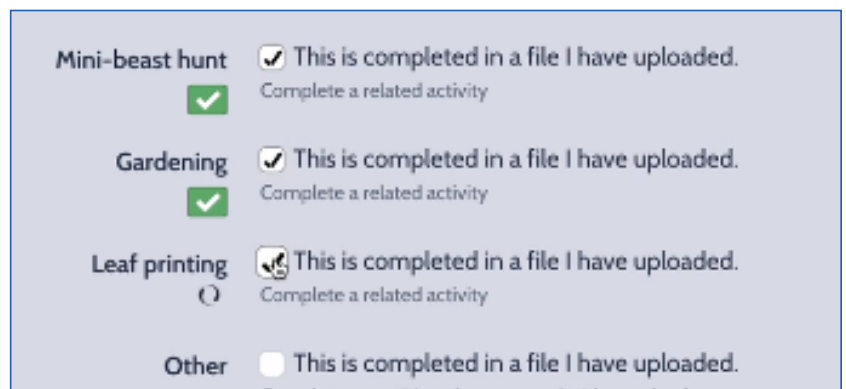 Mini-beast hunt This is completed in a file I have uploaded.
Complete a related activity
Gardening This is completed in a file I have uploaded.
Complete a related activity
Leaf printing This is completed in a file I have uploaded.
Complete a related activity
Other This is completed in a file I have uploaded.